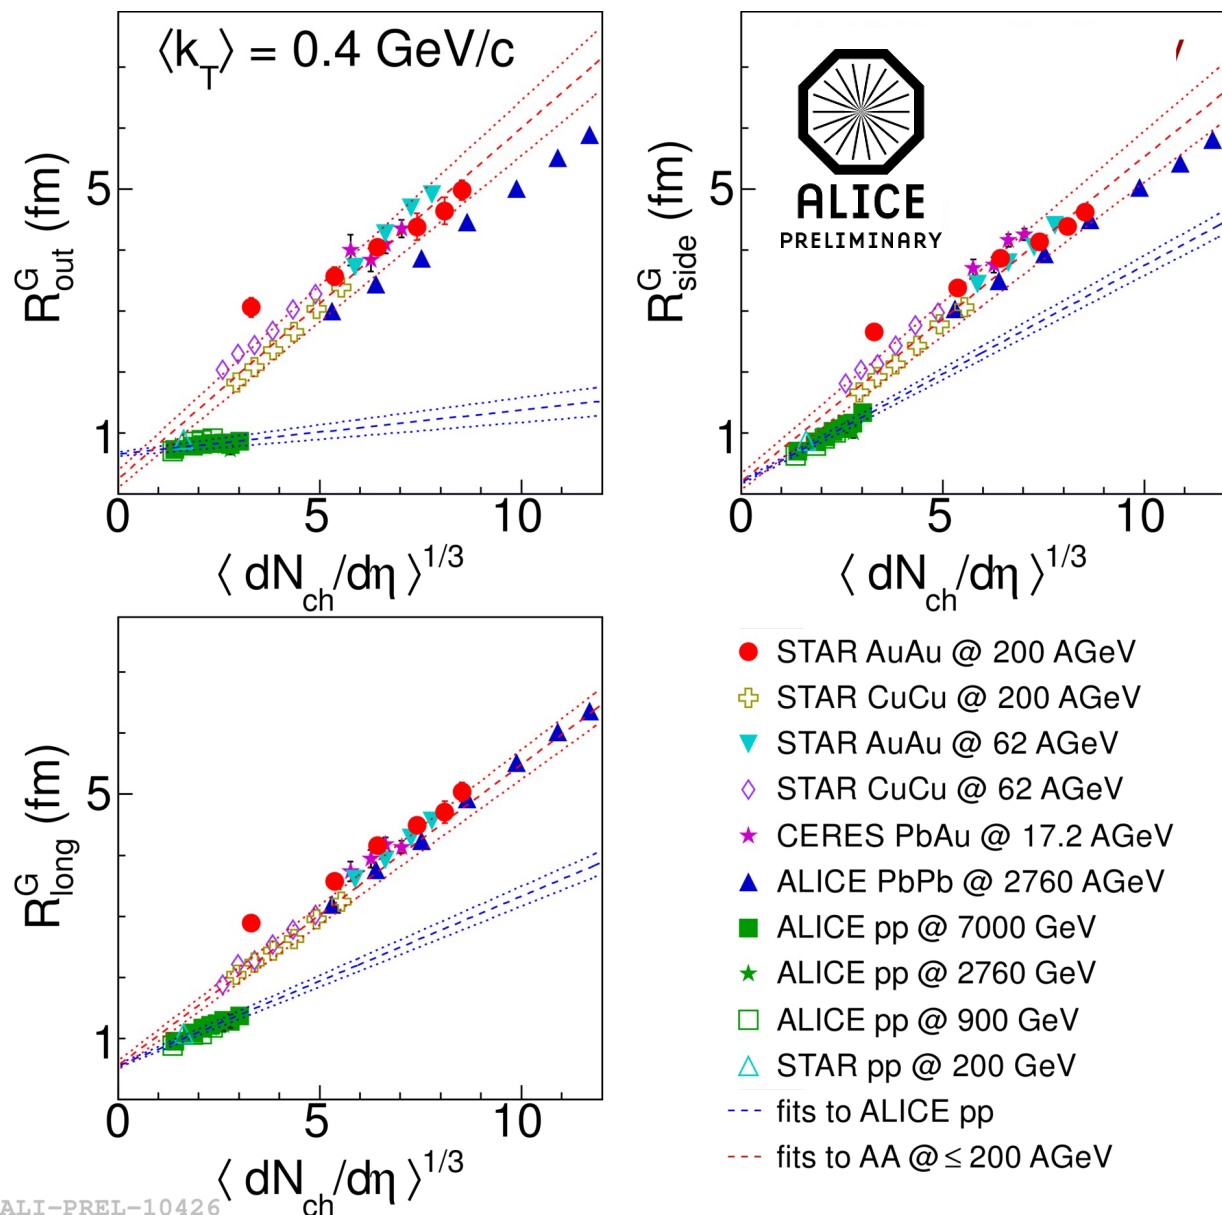 ⟨k_T⟩ = 0.4 GeV/c
R^G_out (fm)
5
1
0 5 10
⟨ dN_ch/dη ⟩^1/3
ALICE
PRELIMINARY
R^G_side (fm)
5
1
0 5 10
⟨ dN_ch/dη ⟩^1/3
R^G_long (fm)
5
1
0 5 10
⟨ dN_ch/dη ⟩^1/3
STAR AuAu @ 200 AGeV
STAR CuCu @ 200 AGeV
STAR AuAu @ 62 AGeV
STAR CuCu @ 62 AGeV
CERES PbAu @ 17.2 AGeV
ALICE PbPb @ 2760 AGeV
ALICE pp @ 7000 GeV
ALICE pp @ 2760 GeV
ALICE pp @ 900 GeV
STAR pp @ 200 GeV
fits to ALICE pp
fits to AA @ ≤ 200 AGeV
ALI-PREL-10426